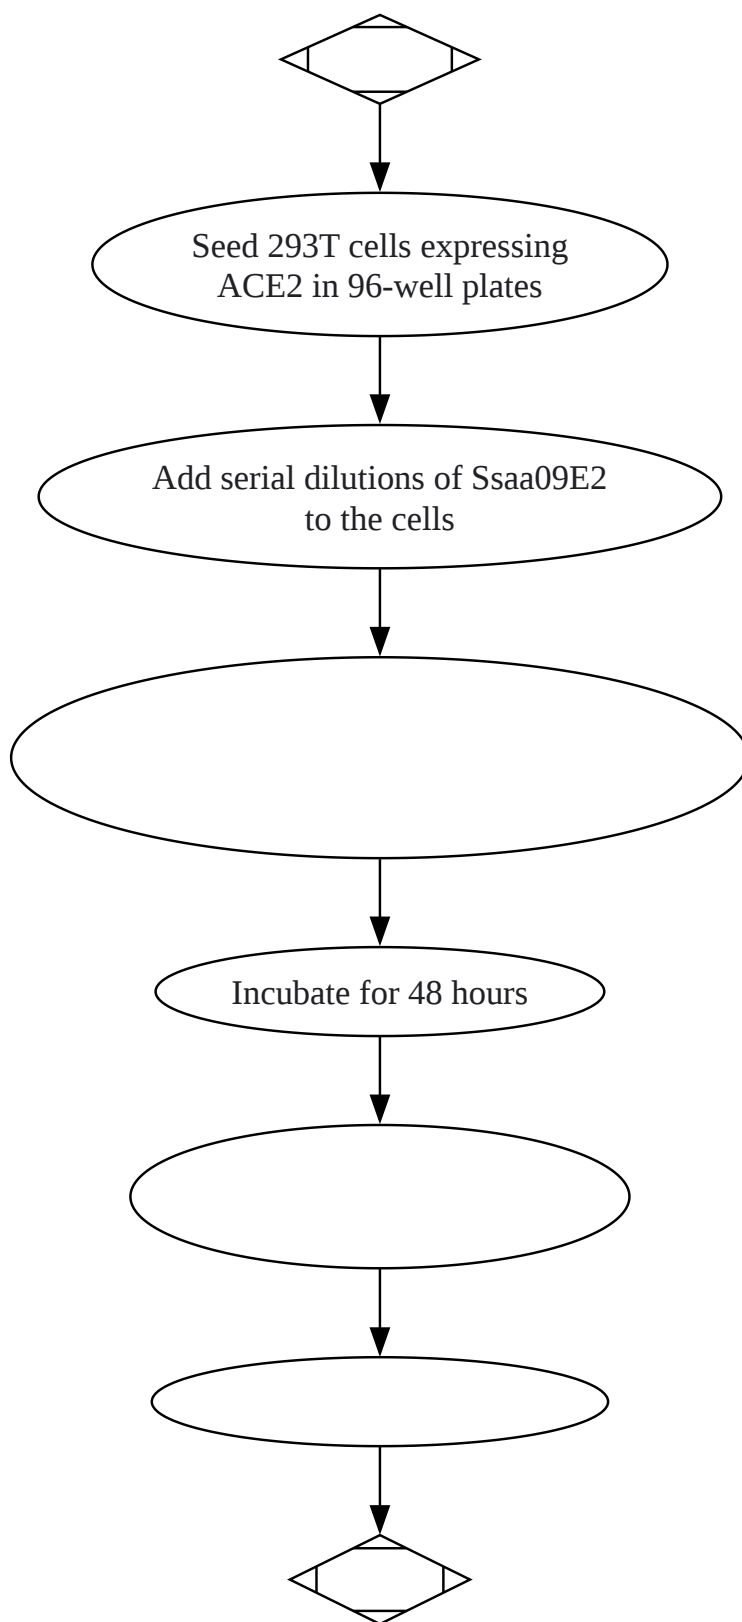 Seed 293T cells expressing
ACE2 in 96-well plates
Add serial dilutions of Ssaa09E2
to the cells
Incubate for 48 hours